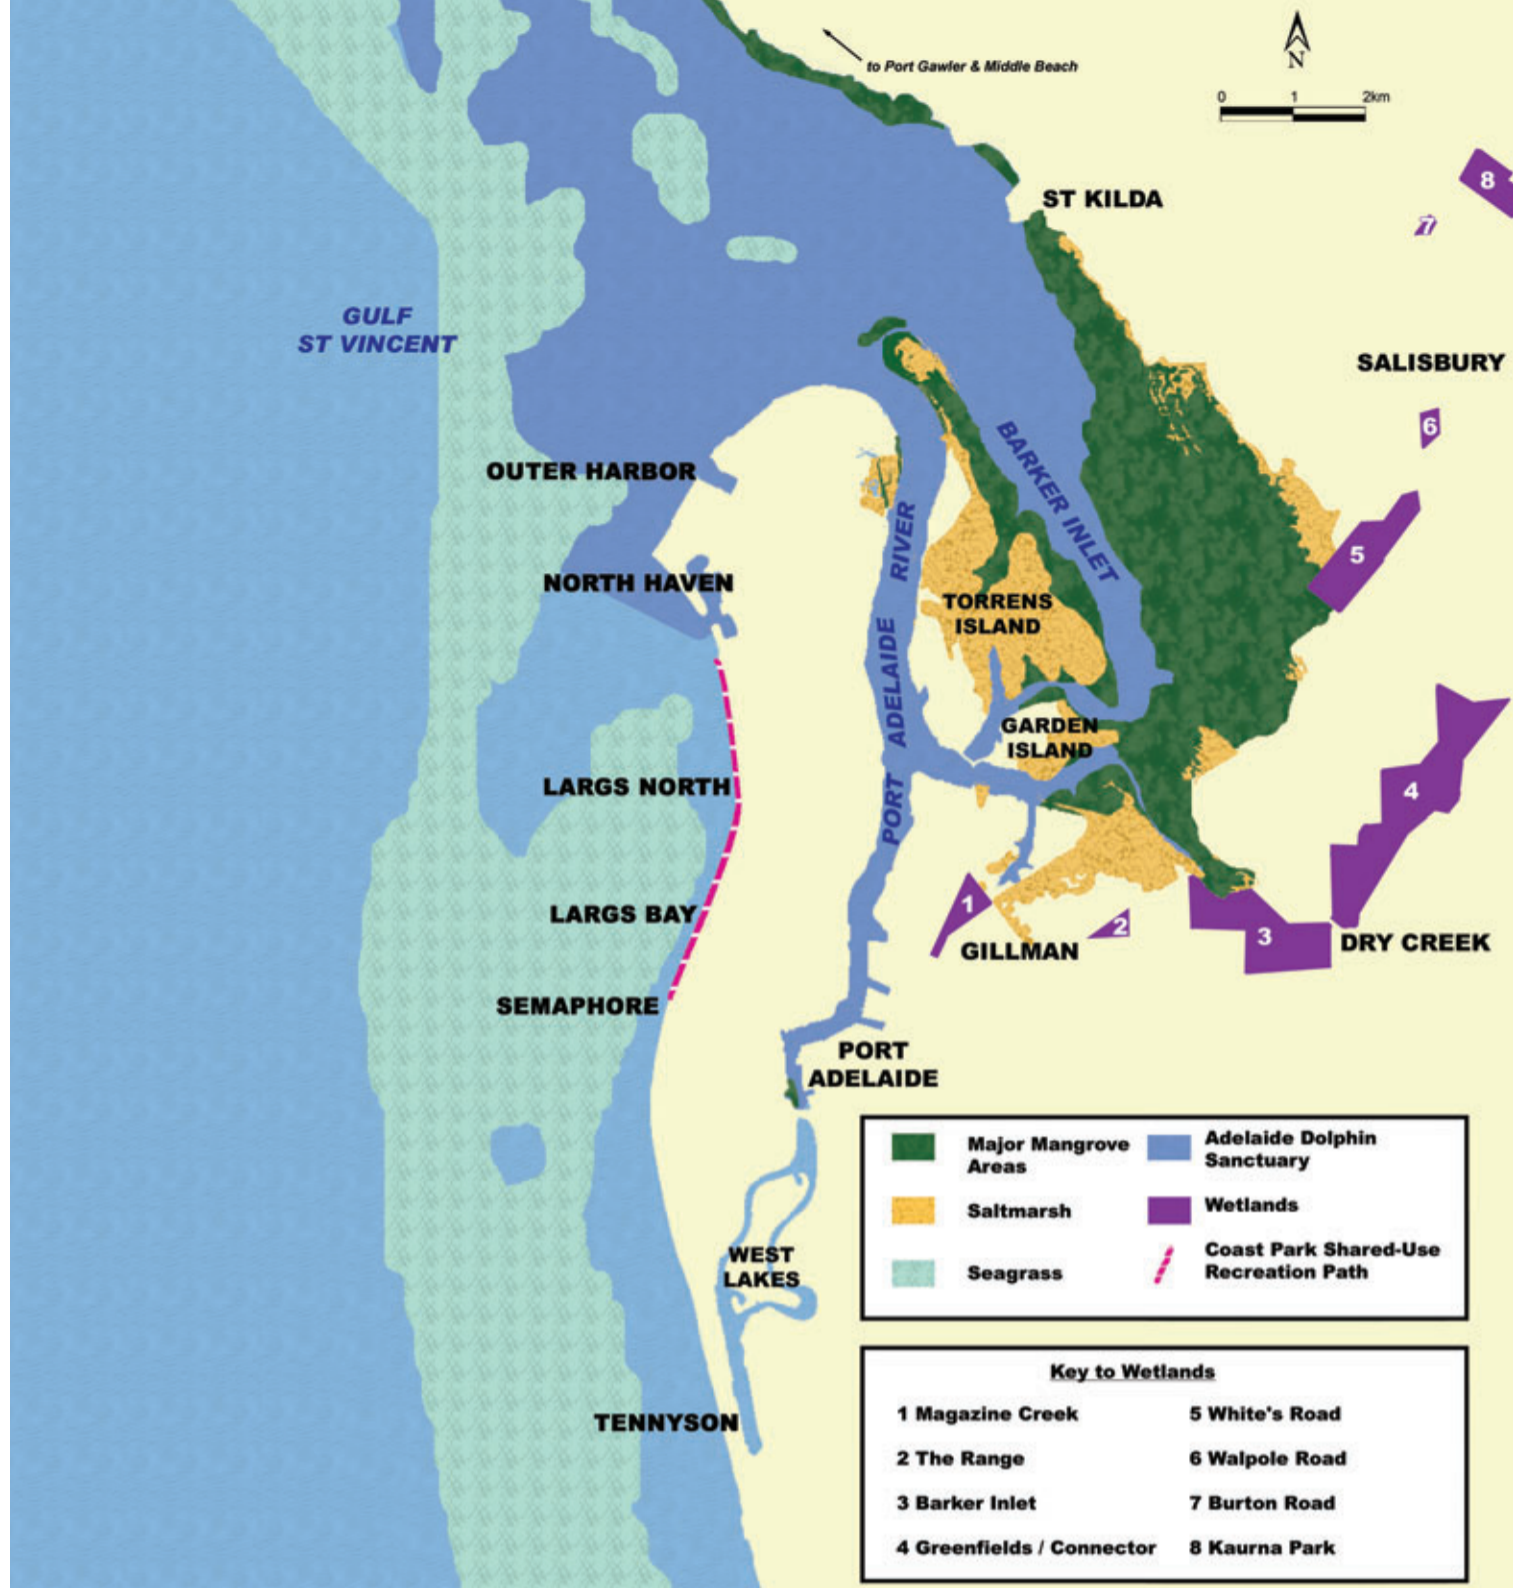 to Port Gawler & Middle Beach
N
0 1 2km
8
ST KILDA
7
GULF
ST VINCENT
SALISBURY
6
BARKER INLET
OUTER HARBOR
5
PORT ADELAIDE RIVER
NORTH HAVEN
TORRENS
ISLAND
GARDEN
ISLAND
LARGS NORTH
4
LARGS BAY
1
2
3
GILLMAN
DRY CREEK
SEMAPHORE
PORT
ADELAIDE
WEST
LAKES
TENNYSON
Major Mangrove
Areas
Saltmarsh
Seagrass
Adelaide Dolphin
Sanctuary
Wetlands
Coast Park Shared-Use
Recreation Path
Key to Wetlands
1 Magazine Creek
2 The Range
3 Barker Inlet
4 Greenfields / Connector
5 White's Road
6 Walpole Road
7 Burton Road
8 Kaurna Park